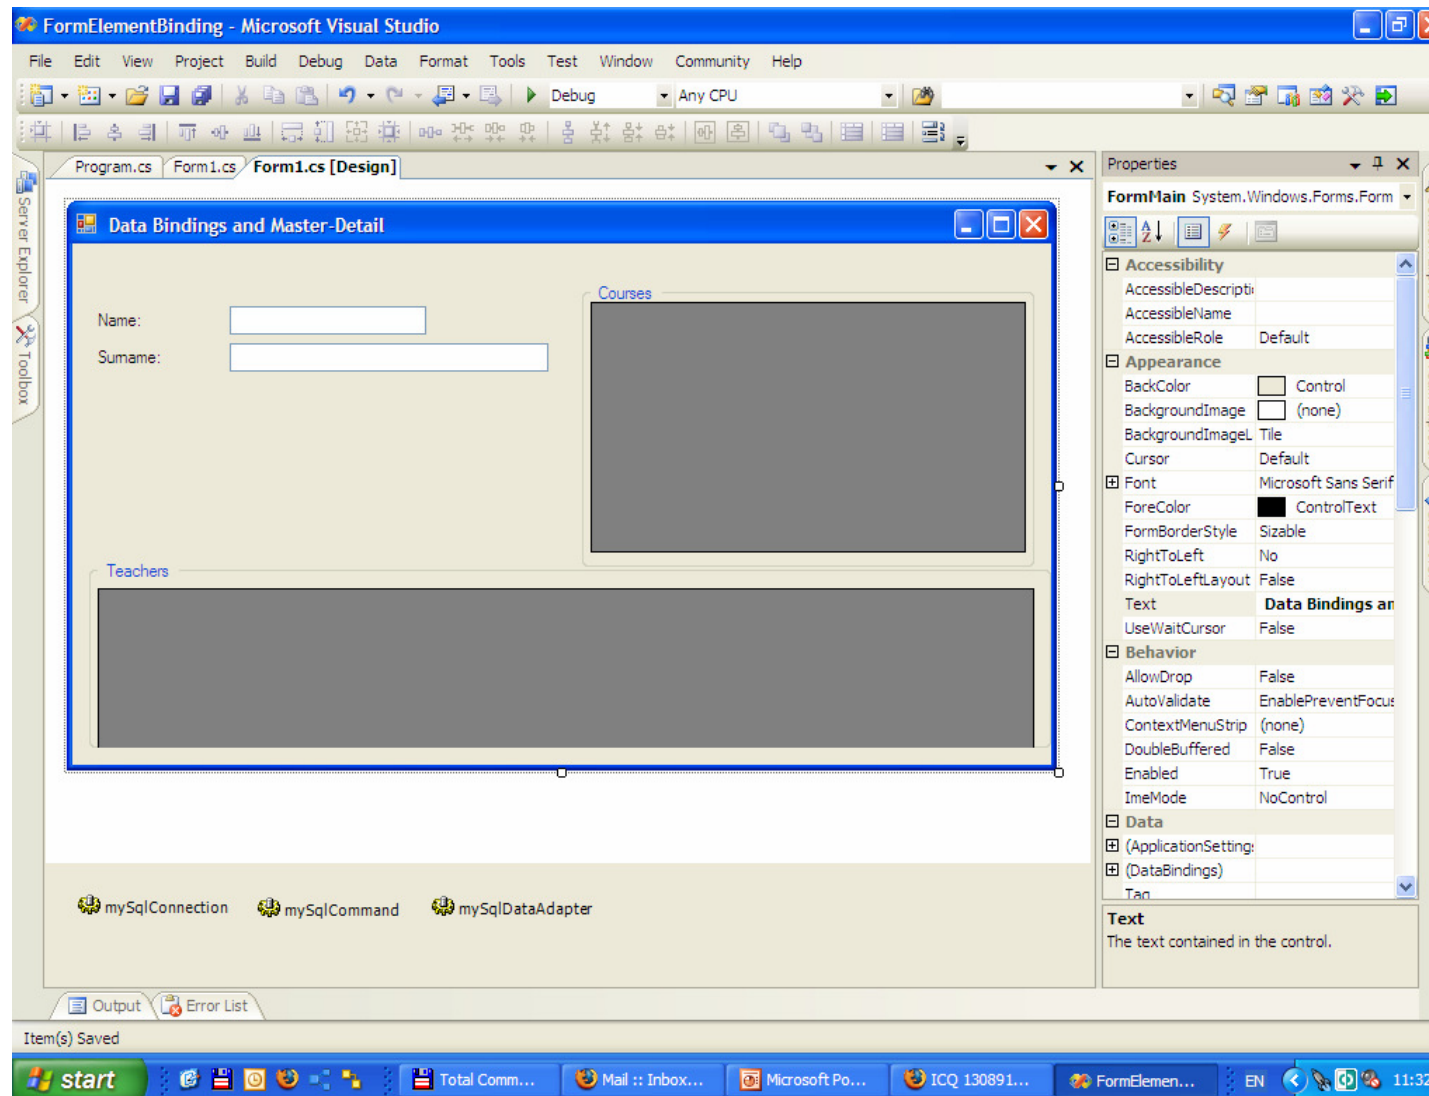 FormElementBinding - Microsoft Visual Studio
File Edit View Project Build Debug Data Format Tools Test Window Community Help
Debug Any CPU
Program.cs Form1.cs Form1.cs [Design]
Server Explorer
Toolbox
Data Bindings and Master-Detail
Name:
Surname:
Courses
Teachers
mySqlConnection mySqlCommand mySqlDataAdapter
Properties
FormMain System.Windows.Forms.Form
Accessibility
AccessibleDescripti
AccessibleName
AccessibleRole Default
Appearance
BackColor Control
BackgroundImage (none)
BackgroundImageL Tile
Cursor Default
Font Microsoft Sans Serif
ForeColor ControlText
FormBorderStyle Sizable
RightToLeft No
RightToLeftLayout False
Text Data Bindings an
UseWaitCursor False
Behavior
AllowDrop False
AutoValidate EnablePreventFocus
ContextMenuStrip (none)
DoubleBuffered False
Enabled True
ImeMode NoControl
Data
(ApplicationSettings
(DataBindings)
Tag
Text
The text contained in the control.
Output Error List
Item(s) Saved
start Total Comm... Mail :: Inbox... Microsoft Po... ICQ 130891... FormElemen... EN 11:32